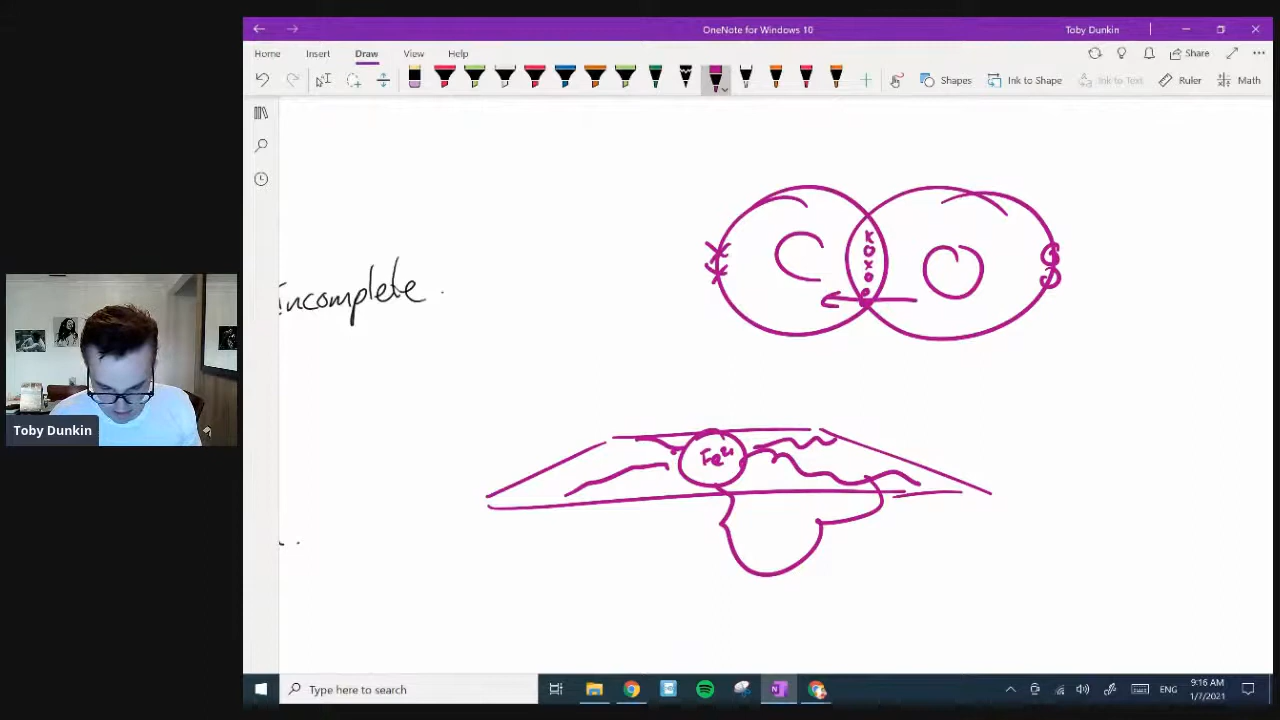 OneNote for Windows 10
Toby Dunkin
Home Insert Draw View Help
Share
Shapes
Ink to Shape
Ink to Text
Ruler
Math
C O
incomplete.
Fe2+
Toby Dunkin
Type here to search
ENG
9:16 AM
1/7/2021